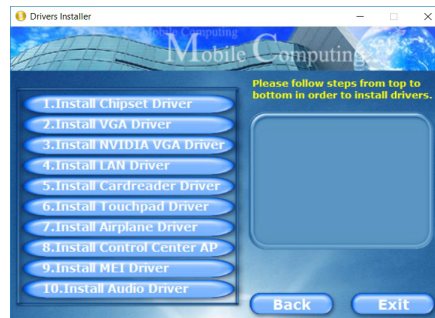 Drivers Installer
Mobile Computing
Mobile Computing
Please follow steps from top to
bottom in order to install drivers.
1.Install Chipset Driver
2.Install VGA Driver
3.Install NVIDIA VGA Driver
4.Install LAN Driver
5.Install Cardreader Driver
6.Install Touchpad Driver
7.Install Airplane Driver
8.Install Control Center AP
9.Install MEI Driver
10.Install Audio Driver
Back
Exit